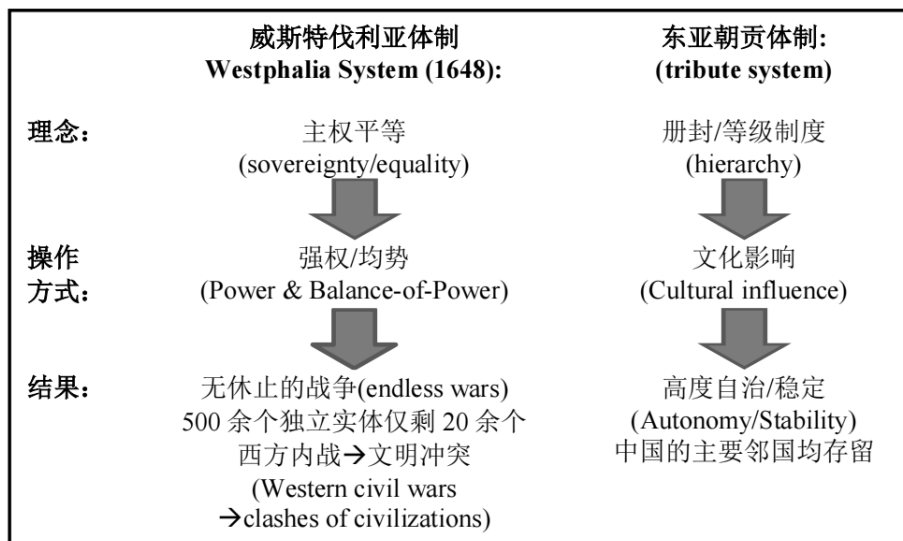 威斯特伐利亚体制
Westphalia System (1648):
东亚朝贡体制:
(tribute system)
理念：
主权平等
(sovereignty/equality)
册封/等级制度
(hierarchy)
操作
方式：
强权/均势
(Power & Balance-of-Power)
文化影响
(Cultural influence)
结果：
无休止的战争(endless wars)
500 余个独立实体仅剩 20 余个
西方内战→文明冲突
(Western civil wars
→clashes of civilizations)
高度自治/稳定
(Autonomy/Stability)
中国的主要邻国均存留